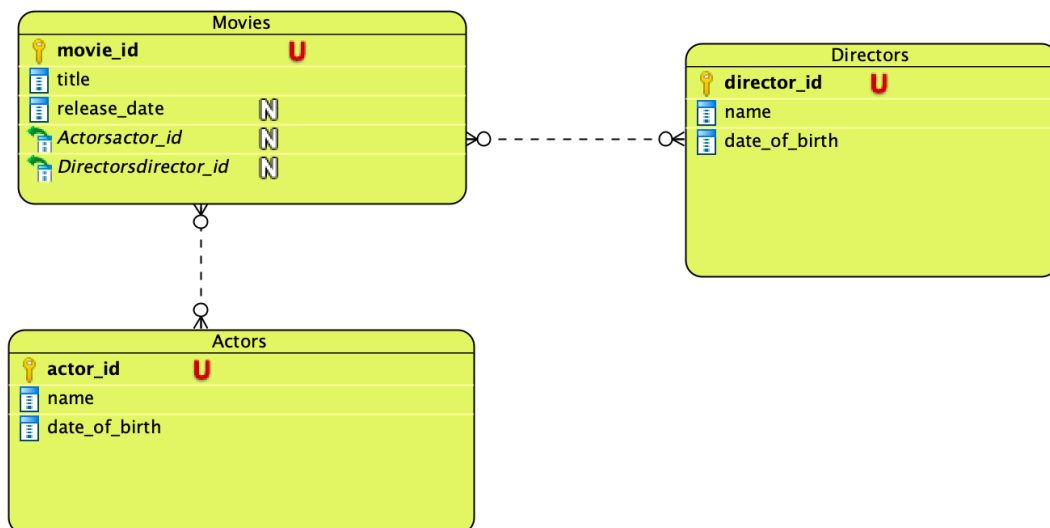 Movies
movie_id U
title
release_date N
Actorsactor_id N
Directorsdirector_id N
Directors
director_id U
name
date_of_birth
Actors
actor_id U
name
date_of_birth